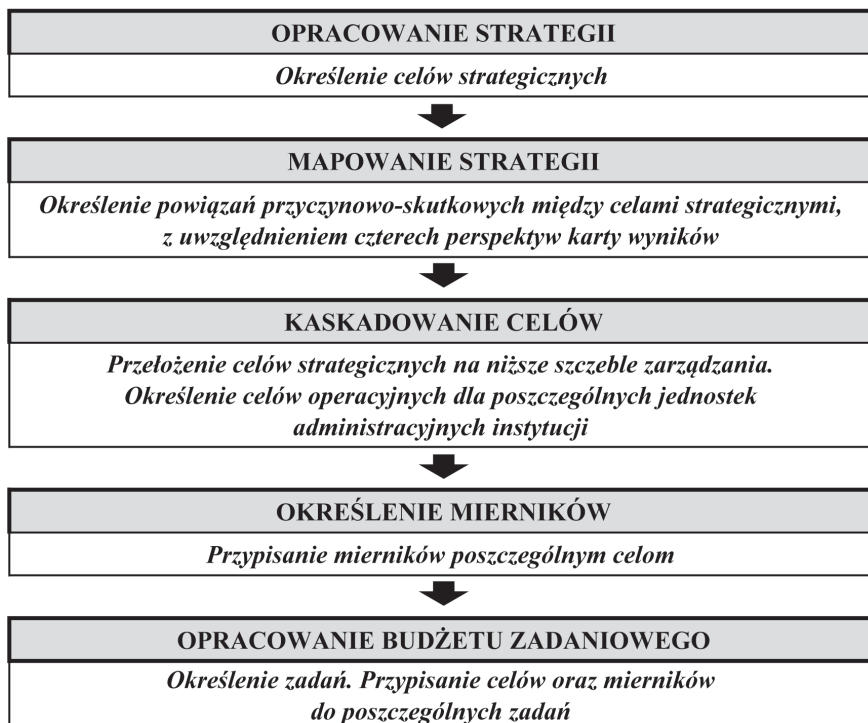 OPRACOWANIE STRATEGII
Określenie celów strategicznych
MAPOWANIE STRATEGII
Określenie powiązań przyczynowo-skutkowych między celami strategicznymi,
z uwzględnieniem czterech perspektyw karty wyników
KASKADOWANIE CELÓW
Przełożenie celów strategicznych na niższe szczeble zarządzania.
Określenie celów operacyjnych dla poszczególnych jednostek
administracyjnych instytucji
OKREŚLENIE MIERNIKÓW
Przypisanie mierników poszczególnym celom
OPRACOWANIE BUDŻETU ZADANIOWEGO
Określenie zadań. Przypisanie celów oraz mierników
do poszczególnych zadań